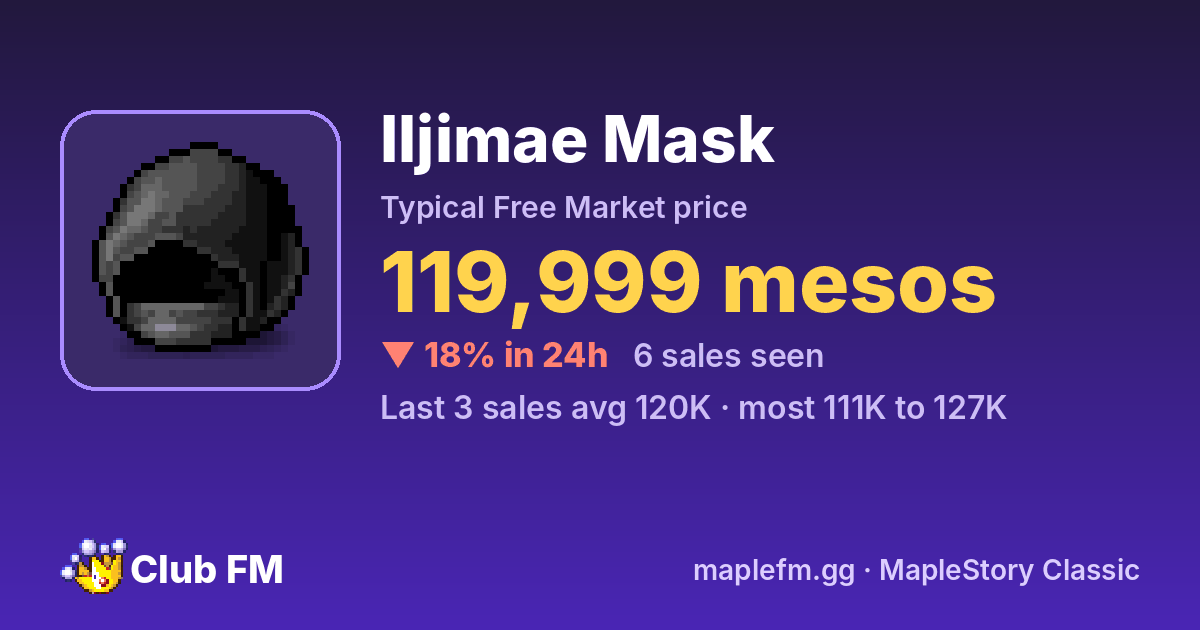 Iljimae Mask
Typical Free Market price
119,999 mesos
▼ 18% in 24h 6 sales seen
Last 3 sales avg 120K · most 111K to 127K
Club FM
maplefm.gg · MapleStory Classic